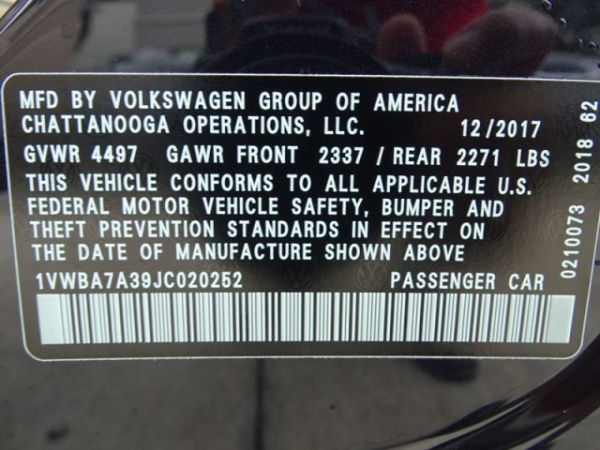 MFD BY VOLKSWAGEN GROUP OF AMERICA
CHATTANOOGA OPERATIONS, LLC. 12/2017
GVWR 4497 GAWR FRONT 2337 / REAR 2271 LBS
THIS VEHICLE CONFORMS TO ALL APPLICABLE U.S.
FEDERAL MOTOR VEHICLE SAFETY, BUMPER AND
THEFT PREVENTION STANDARDS IN EFFECT ON
THE DATE OF MANUFACTURE SHOWN ABOVE
1VWBA7A39JC020252 PASSENGER CAR
0210073 2018 62